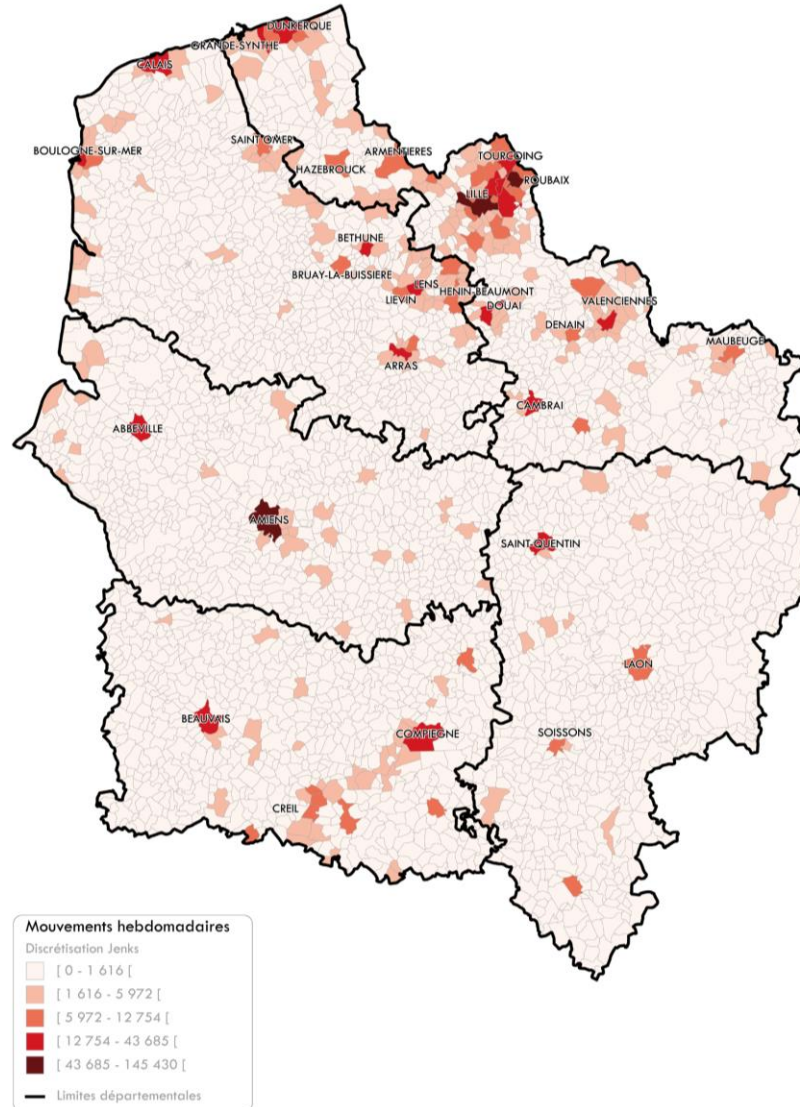 DUNKERQUE
GRANDE-SYNTHE
CALAIS
SAINT OMER
BOULOGNE-SUR-MER
ARMENTIERES
TOURCOING
HAZEBROUCK
ROUBAIX
LILLE
BETHUNE
BRUAY-LA-BUISSIERE
LENS
HENIN-BEAUMONT
LIEVIN
DOUAI
VALENCIENNES
DENAIN
MAUBEUGE
ARRAS
CAMBRAI
ABBEVILLE
AMIENS
SAINT-QUENTIN
LAON
BEAUVAIS
COMPIEGNE
SOISSONS
CREIL
Mouvements hebdomadaires
Discrétisation Jenks
[ 0 - 1 616 [
[ 1 616 - 5 972 [
[ 5 972 - 12 754 [
[ 12 754 - 43 685 [
[ 43 685 - 145 430 [
Limites départementales